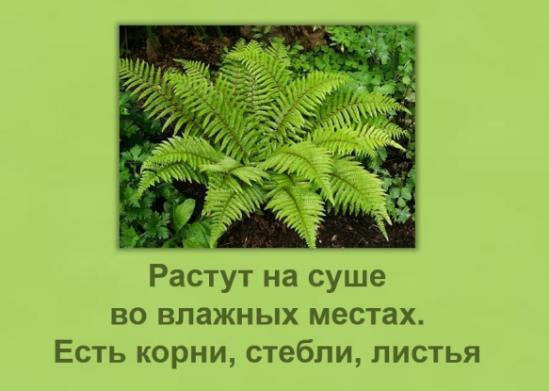 Растут на суше
во влажных местах.
Есть корни, стебли, листья